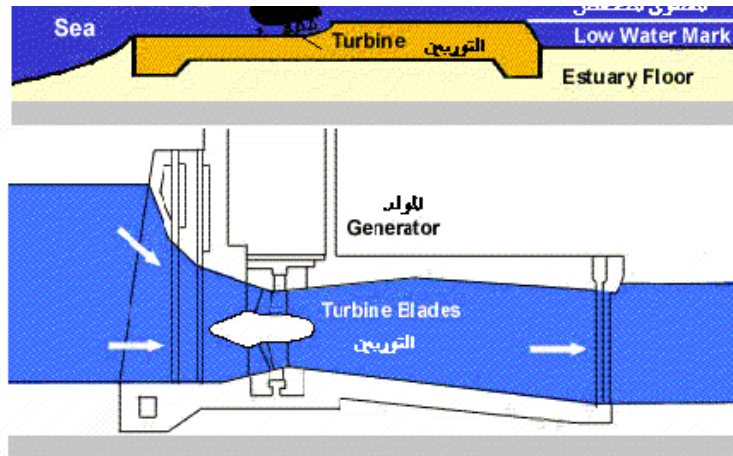 Sea
Turbine التوربين
Low Water Mark
Estuary Floor
المولد
Generator
Turbine Blades
التوربين